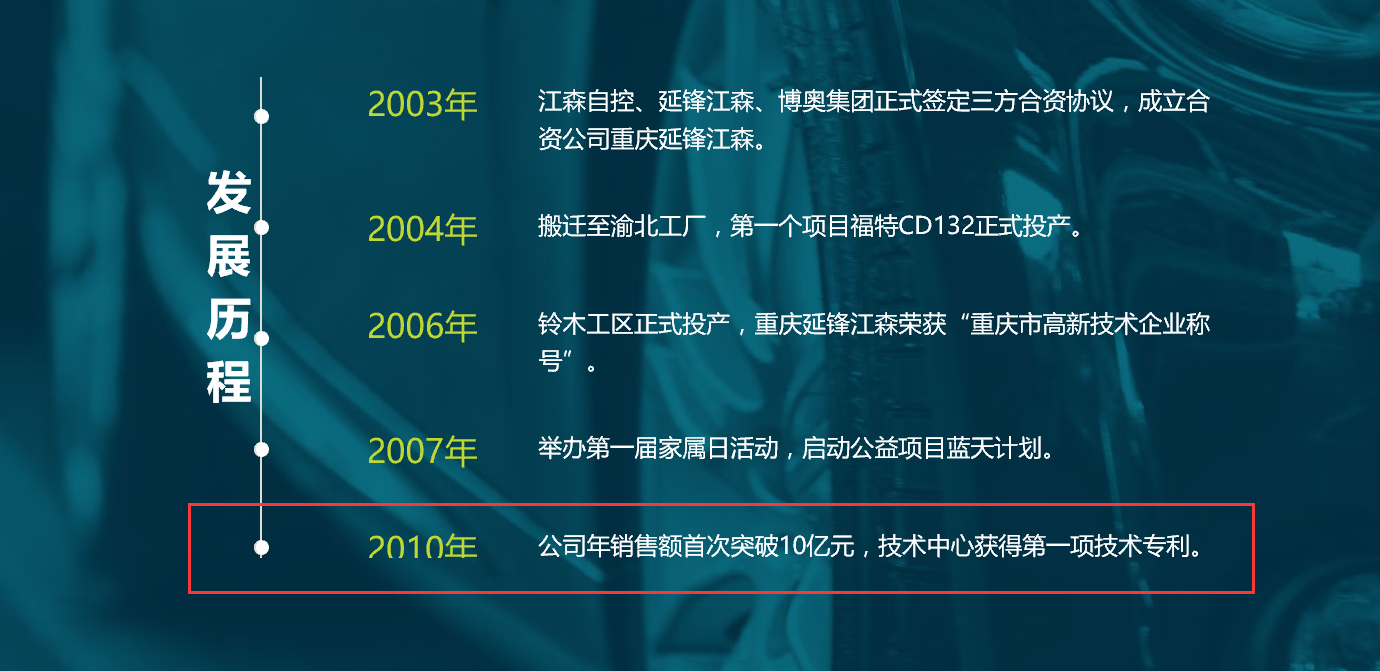 发展历程
2003年
江森自控、延锋江森、博奥集团正式签定三方合资协议，成立合
资公司重庆延锋江森。
2004年
搬迁至渝北工厂，第一个项目福特CD132正式投产。
2006年
铃木工区正式投产，重庆延锋江森荣获“重庆市高新技术企业称
号”。
2007年
举办第一届家属日活动，启动公益项目蓝天计划。
2010年
公司年销售额首次突破10亿元，技术中心获得第一项技术专利。